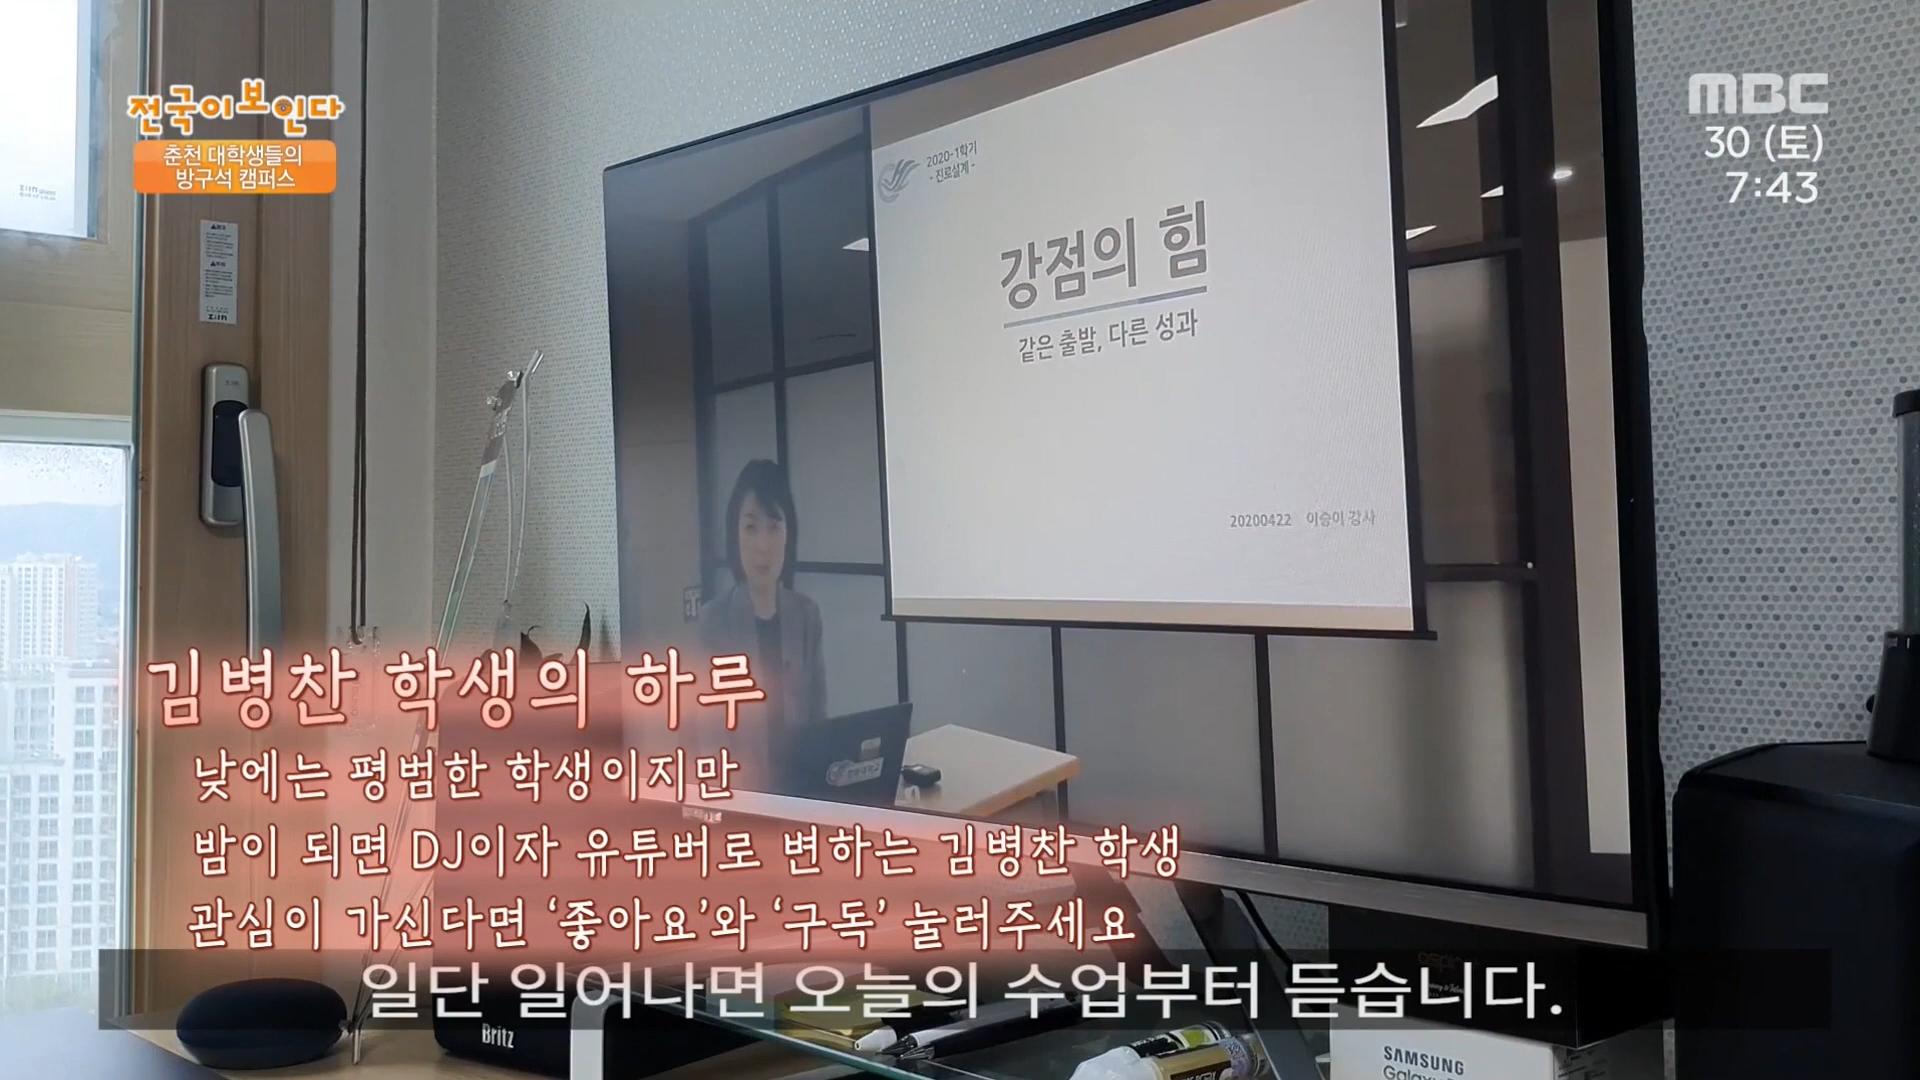 전국이보인다
춘천 대학생들의
방구석 캠퍼스
MBC
30 (토)
7:43
2020-1학기
- 진로설계 -
강점의 힘
같은 출발, 다른 성과
20200422 이승이 강사
김병찬 학생의 하루
낮에는 평범한 학생이지만
밤이 되면 DJ이자 유튜버로 변하는 김병찬 학생
관심이 가신다면 ‘좋아요’와 ‘구독’ 눌러주세요
일단 일어나면 오늘의 수업부터 듣습니다.
Britz
SAMSUNG